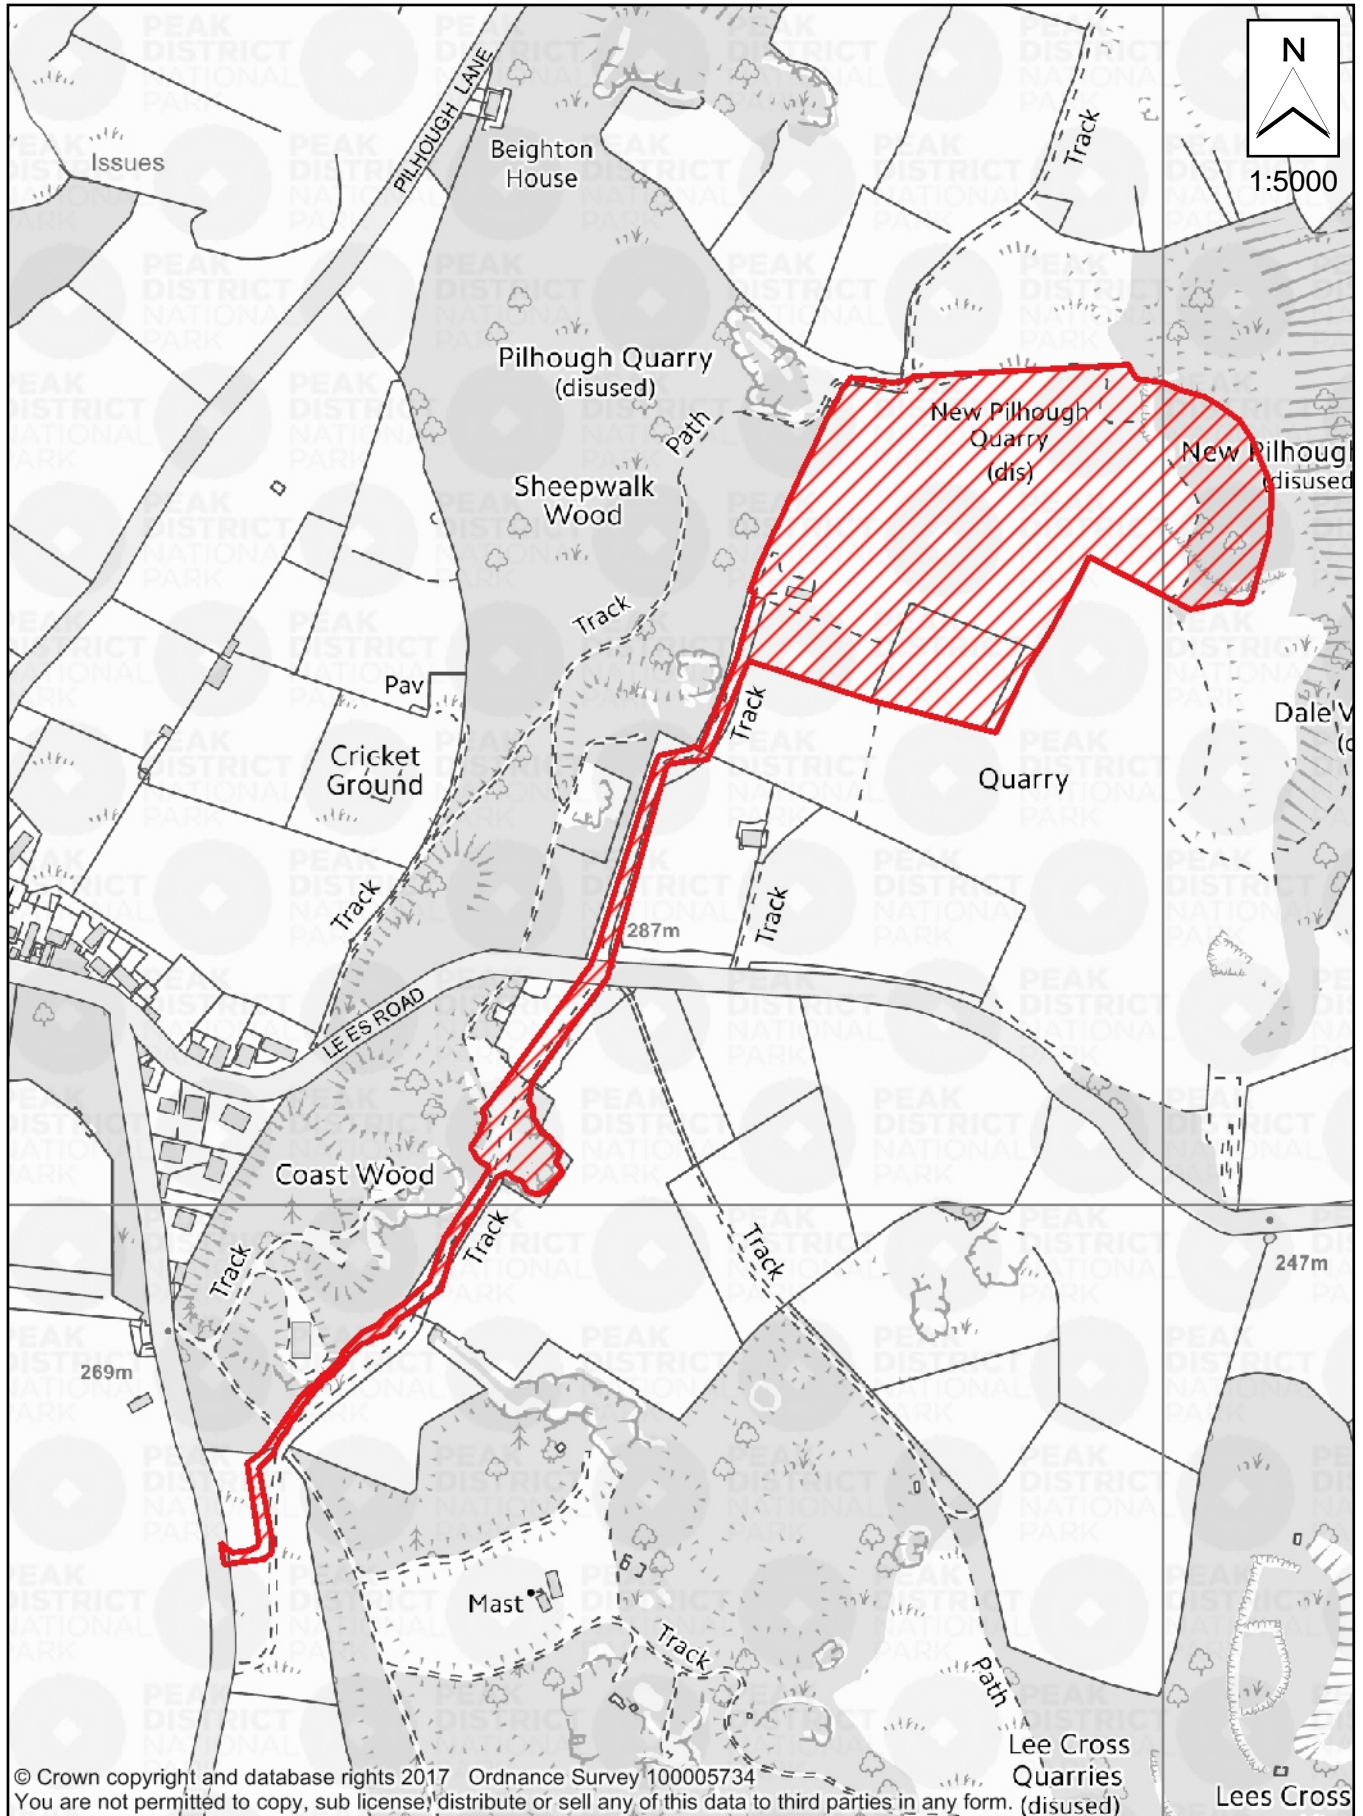 N
1:5000
PILHOUGH LANE
Issues
Beighton
House
Track
Pilhough Quarry
(disused)
Path
New Pilhough
Quarry
(dis)
New Pilhough
(disused
Sheepwalk
Wood
Track
Pav
Cricket
Ground
Track
Quarry
Dale
Track
Track
287m
LEES ROAD
Coast Wood
Track
Track
Track
247m
269m
Mast
Track
Path
Lee Cross
Quarries
(disused)
Lees Cross
© Crown copyright and database rights 2017 Ordnance Survey 100005734
You are not permitted to copy, sub license, distribute or sell any of this data to third parties in any form.
PEAK
DISTRICT
NATIONAL
PARK